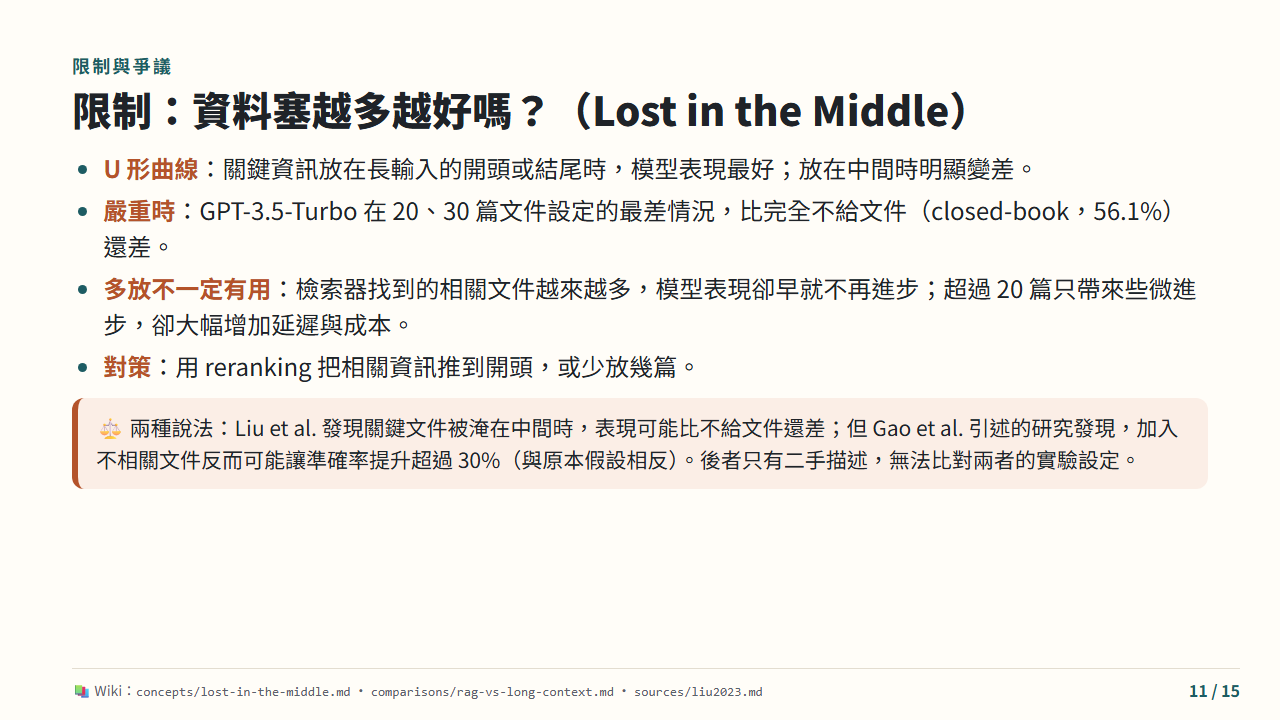 限制與爭議
限制：資料塞越多越好嗎？（Lost in the Middle）
• U 形曲線：關鍵資訊放在長輸入的開頭或結尾時，模型表現最好；放在中間時明顯變差。
• 嚴重時：GPT-3.5-Turbo 在 20、30 篇文件設定的最差情況，比完全不給文件（closed-book，56.1%）
還差。
• 多放不一定有用：檢索器找到的相關文件越來越多，模型表現卻早就不再進步；超過 20 篇只帶來些微進
步，卻大幅增加延遲與成本。
• 對策：用 reranking 把相關資訊推到開頭，或少放幾篇。
⚖️ 兩種說法：Liu et al. 發現關鍵文件被淹在中間時，表現可能比不給文件還差；但 Gao et al. 引述的研究發現，加入
不相關文件反而可能讓準確率提升超過 30%（與原本假設相反）。後者只有二手描述，無法比對兩者的實驗設定。
📚 Wiki：concepts/lost-in-the-middle.md • comparisons/rag-vs-long-context.md • sources/liu2023.md
11 / 15